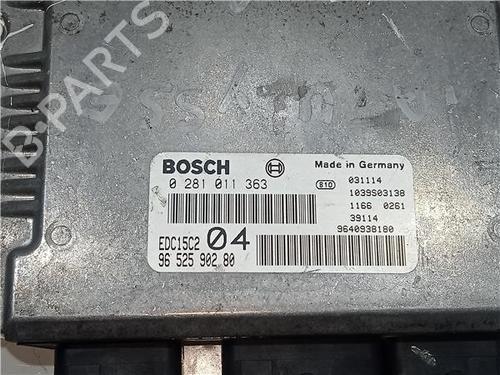 BOSCH
Made in Germany
0 281 011 363
S10
031114
1039S03138
1166 0261
39114
9640938180
EDC15C2 04
96 525 902 80